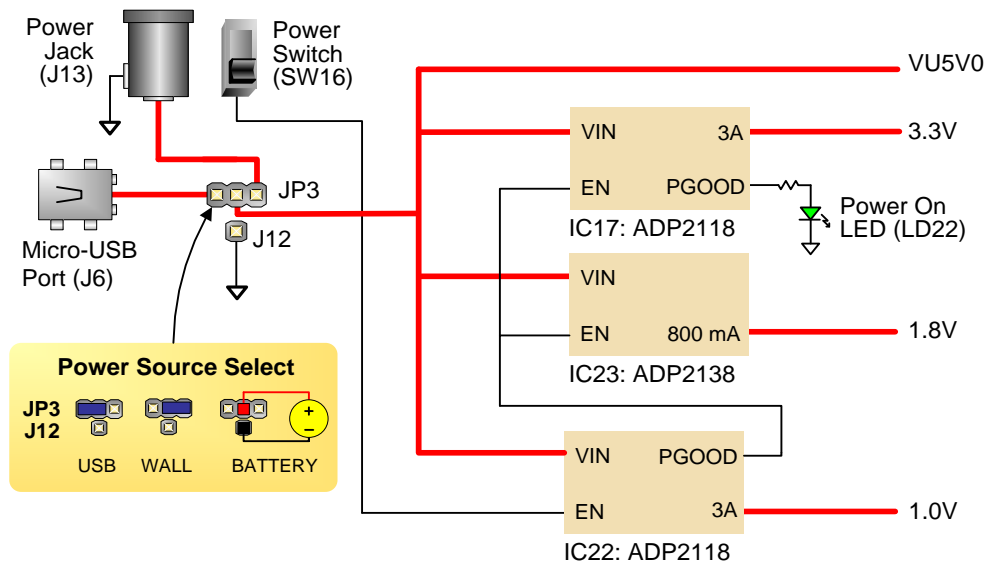 Power
Jack
(J13)
Power
Switch
(SW16)
VU5V0
VIN
3A
3.3V
EN
PGOOD
IC17: ADP2118
Power On
LED (LD22)
JP3
J12
Micro-USB
Port (J6)
VIN
EN
800 mA
1.8V
IC23: ADP2138
Power Source Select
JP3
J12
+
–
USB
WALL
BATTERY
VIN
PGOOD
EN
3A
1.0V
IC22: ADP2118